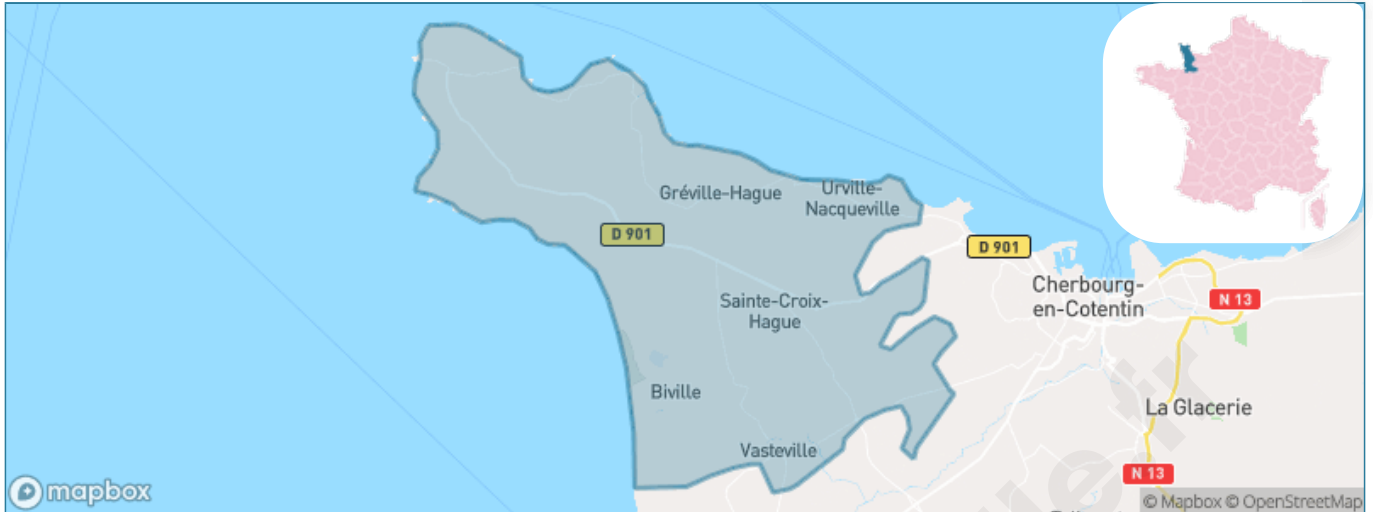 Gréville-Hague
Urville-
Nacqueville
D 901
D 901
Cherbourg-
en-Cotentin
N 13
Sainte-Croix-
Hague
Biville
La Glacerie
Vasteville
N 13
mapbox
© Mapbox © OpenStreetMap